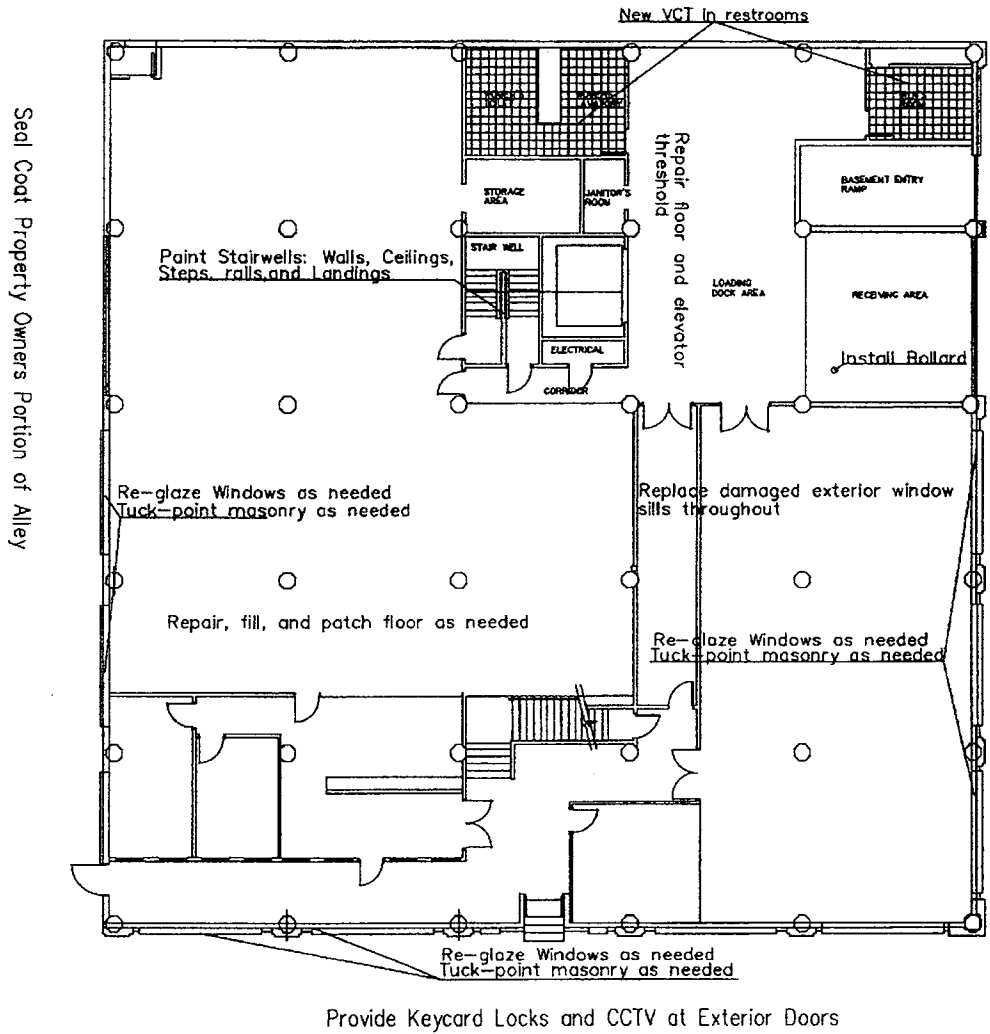 New VCT in restrooms
Seal Coat Property Owners Portion of Alley
STORAGE
AREA
JANITOR'S
ROOM
Repair floor and elevator
threshold
BASEMENT ENTRY
RAMP
STAIR WELL
Paint Stairwells: Walls, Ceilings,
Steps, rails,and Landings
LOADING
DOCK AREA
RECEIVING AREA
ELECTRICAL
Install Bollard
CORRIDER
Re-glaze Windows as needed
Tuck-point masonry as needed
Replace damaged exterior window
sills throughout
Repair, fill, and patch floor as needed
Re-glaze Windows as needed
Tuck-point masonry as needed
Re-glaze Windows as needed
Tuck-point masonry as needed
Provide Keycard Locks and CCTV at Exterior Doors